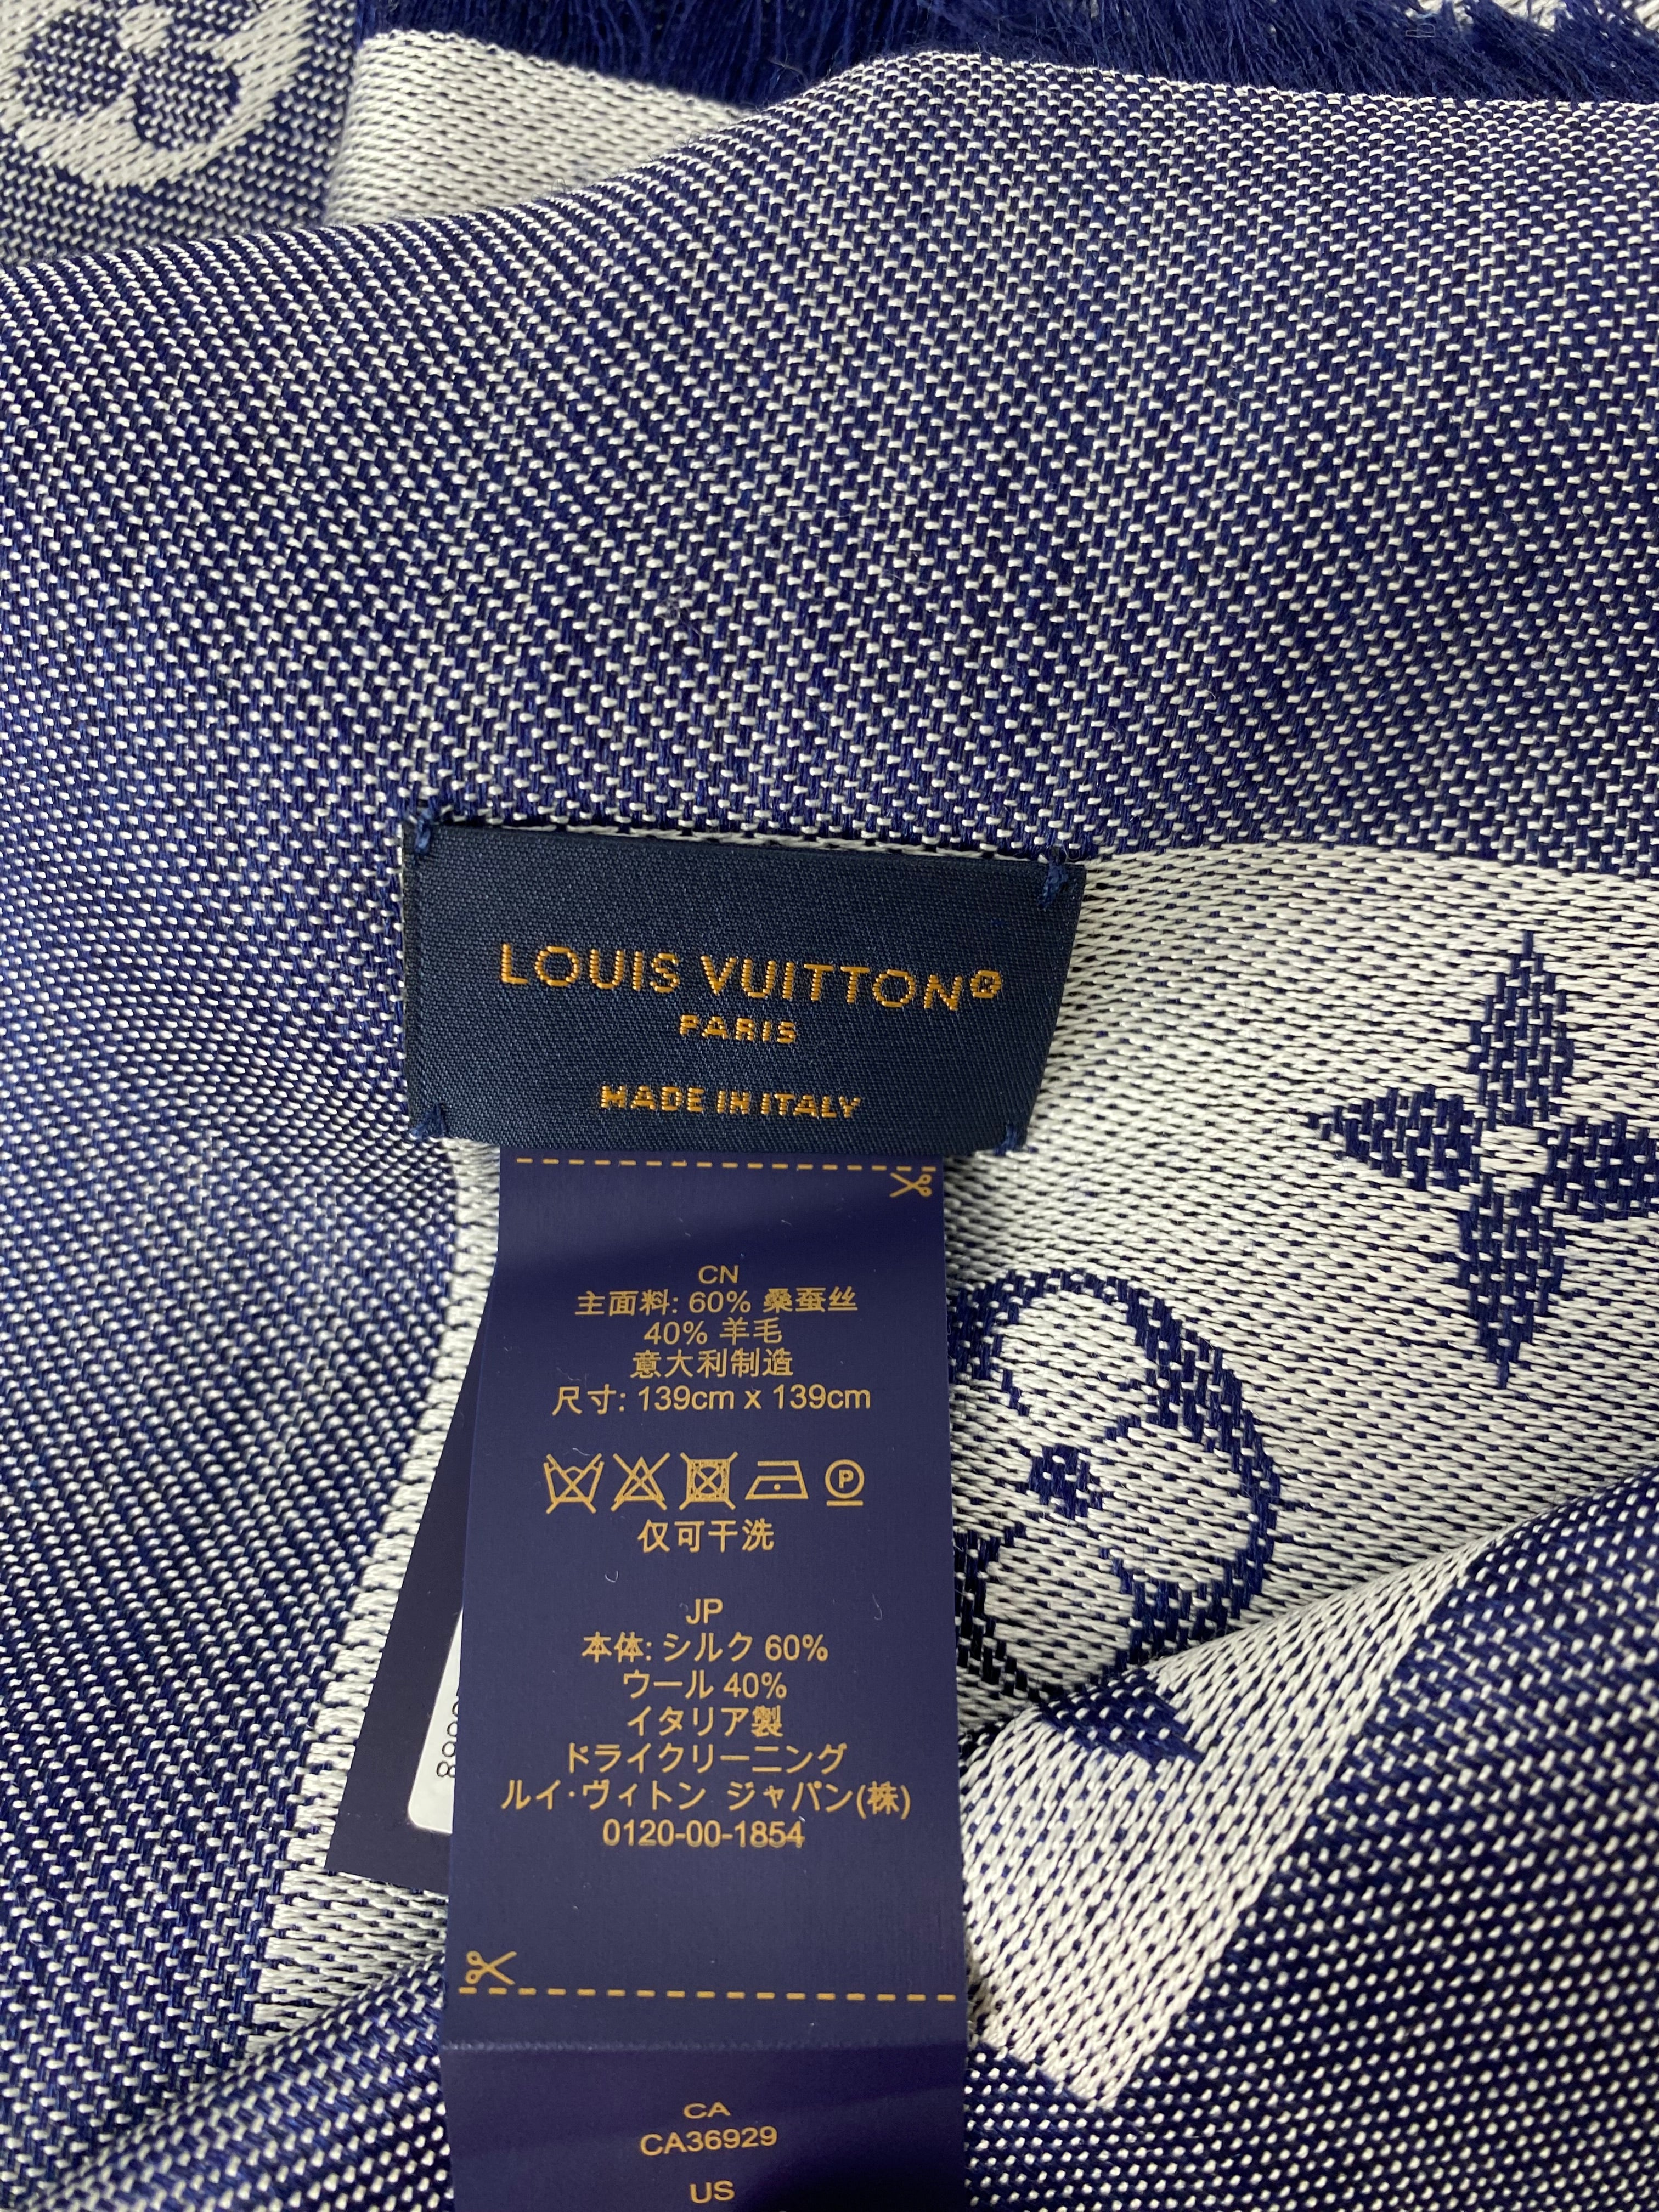 LOUIS VUITTON®
PARIS
MADE IN ITALY
CN
主面料: 60% 桑蚕丝
40% 羊毛
意大利制造
尺寸: 139cm x 139cm
P
仅可干洗
JP
本体: シルク 60%
ウール 40%
イタリア製
ドライクリーニング
ルイ·ヴィトン ジャパン(株)
0120-00-1854
CA
CA36929
US